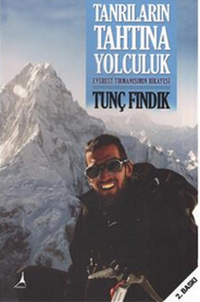 TANRILARIN
TAHTINA
YOLCULUK
EVEREST TIRMANIŞININ HİKAYESİ
TUNÇ FINDIK
2. BASKI